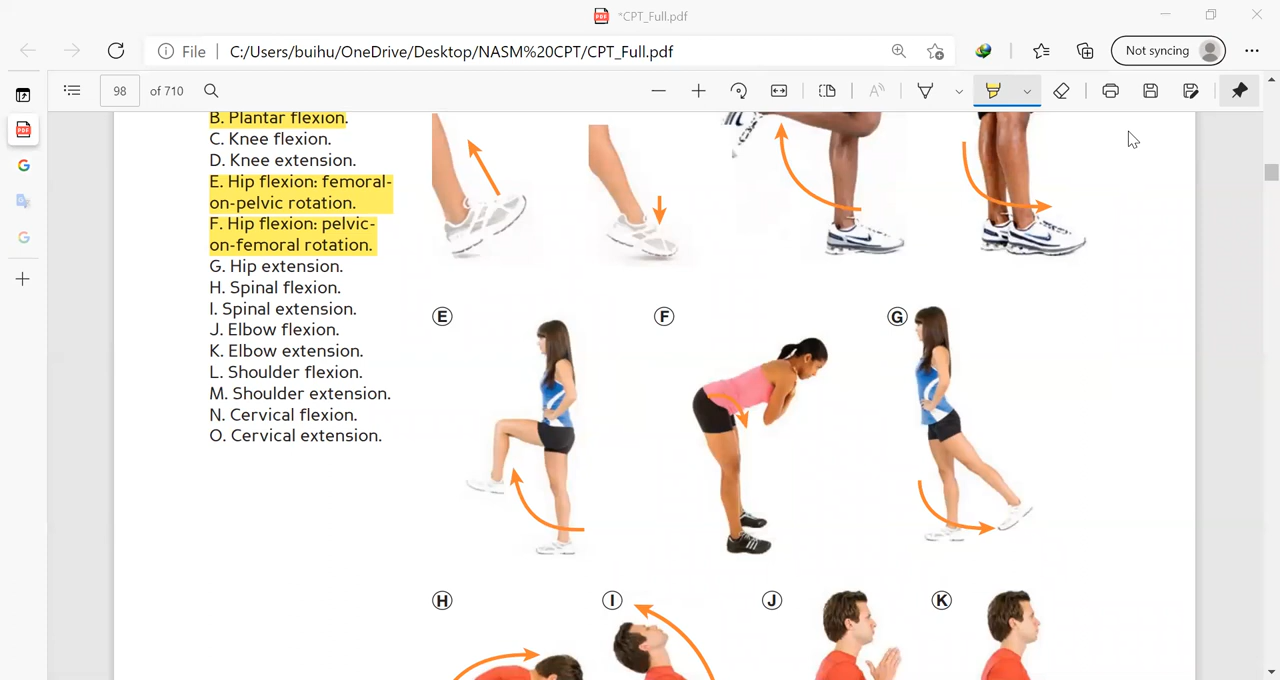 *CPT_Full.pdf
File
C:/Users/buihu/OneDrive/Desktop/NASM%20CPT/CPT_Full.pdf
Not syncing
98 of 710
B. Plantar flexion.
C. Knee flexion.
D. Knee extension.
E. Hip flexion: femoral-
on-pelvic rotation.
F. Hip flexion: pelvic-
on-femoral rotation.
G. Hip extension.
H. Spinal flexion.
I. Spinal extension.
J. Elbow flexion.
K. Elbow extension.
L. Shoulder flexion.
M. Shoulder extension.
N. Cervical flexion.
O. Cervical extension.
E F G
H I J K